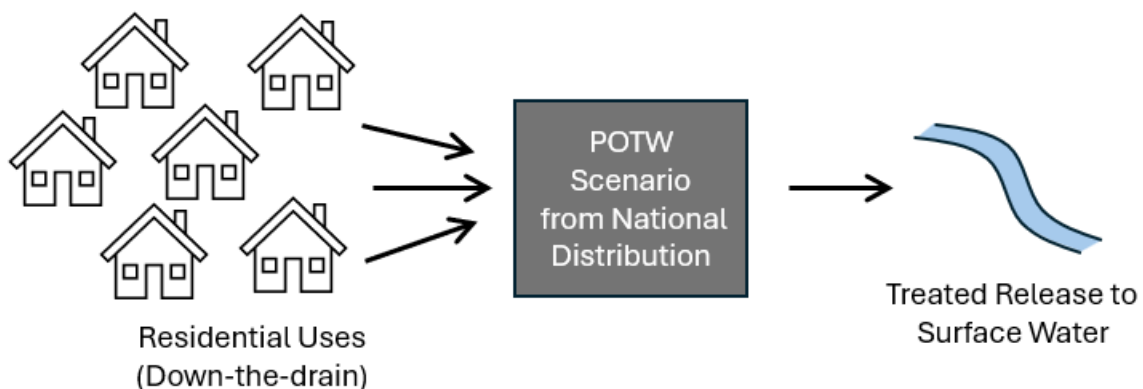 POTW
Scenario
from National
Distribution
Residential Uses
(Down-the-drain)
Treated Release to
Surface Water